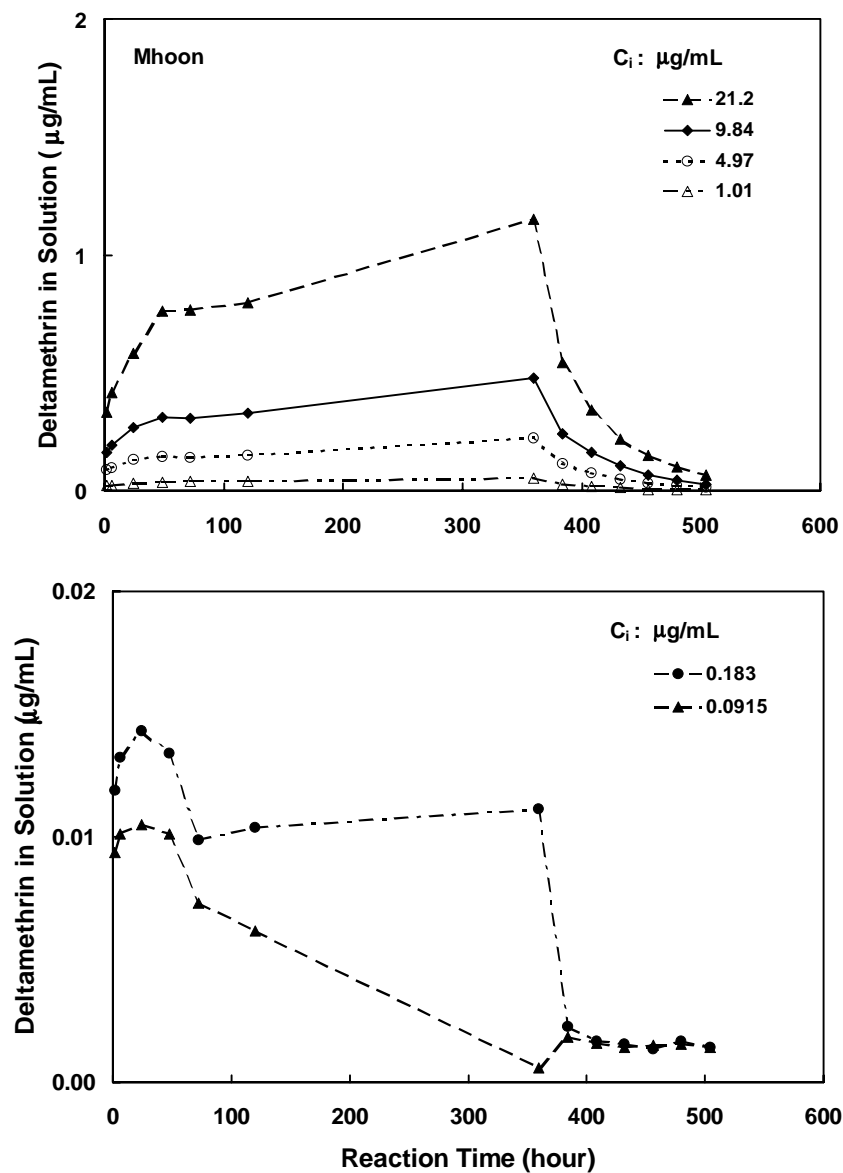 2
Mhoon
Cᵢ : μg/mL
21.2
9.84
4.97
1.01
1
0
Deltamethrin in Solution ( μg/mL)
0 100 200 300 400 500 600
0.02
Cᵢ : μg/mL
0.183
0.0915
0.01
0.00
Deltamethrin in Solution (μg/mL)
0 100 200 300 400 500 600
Reaction Time (hour)